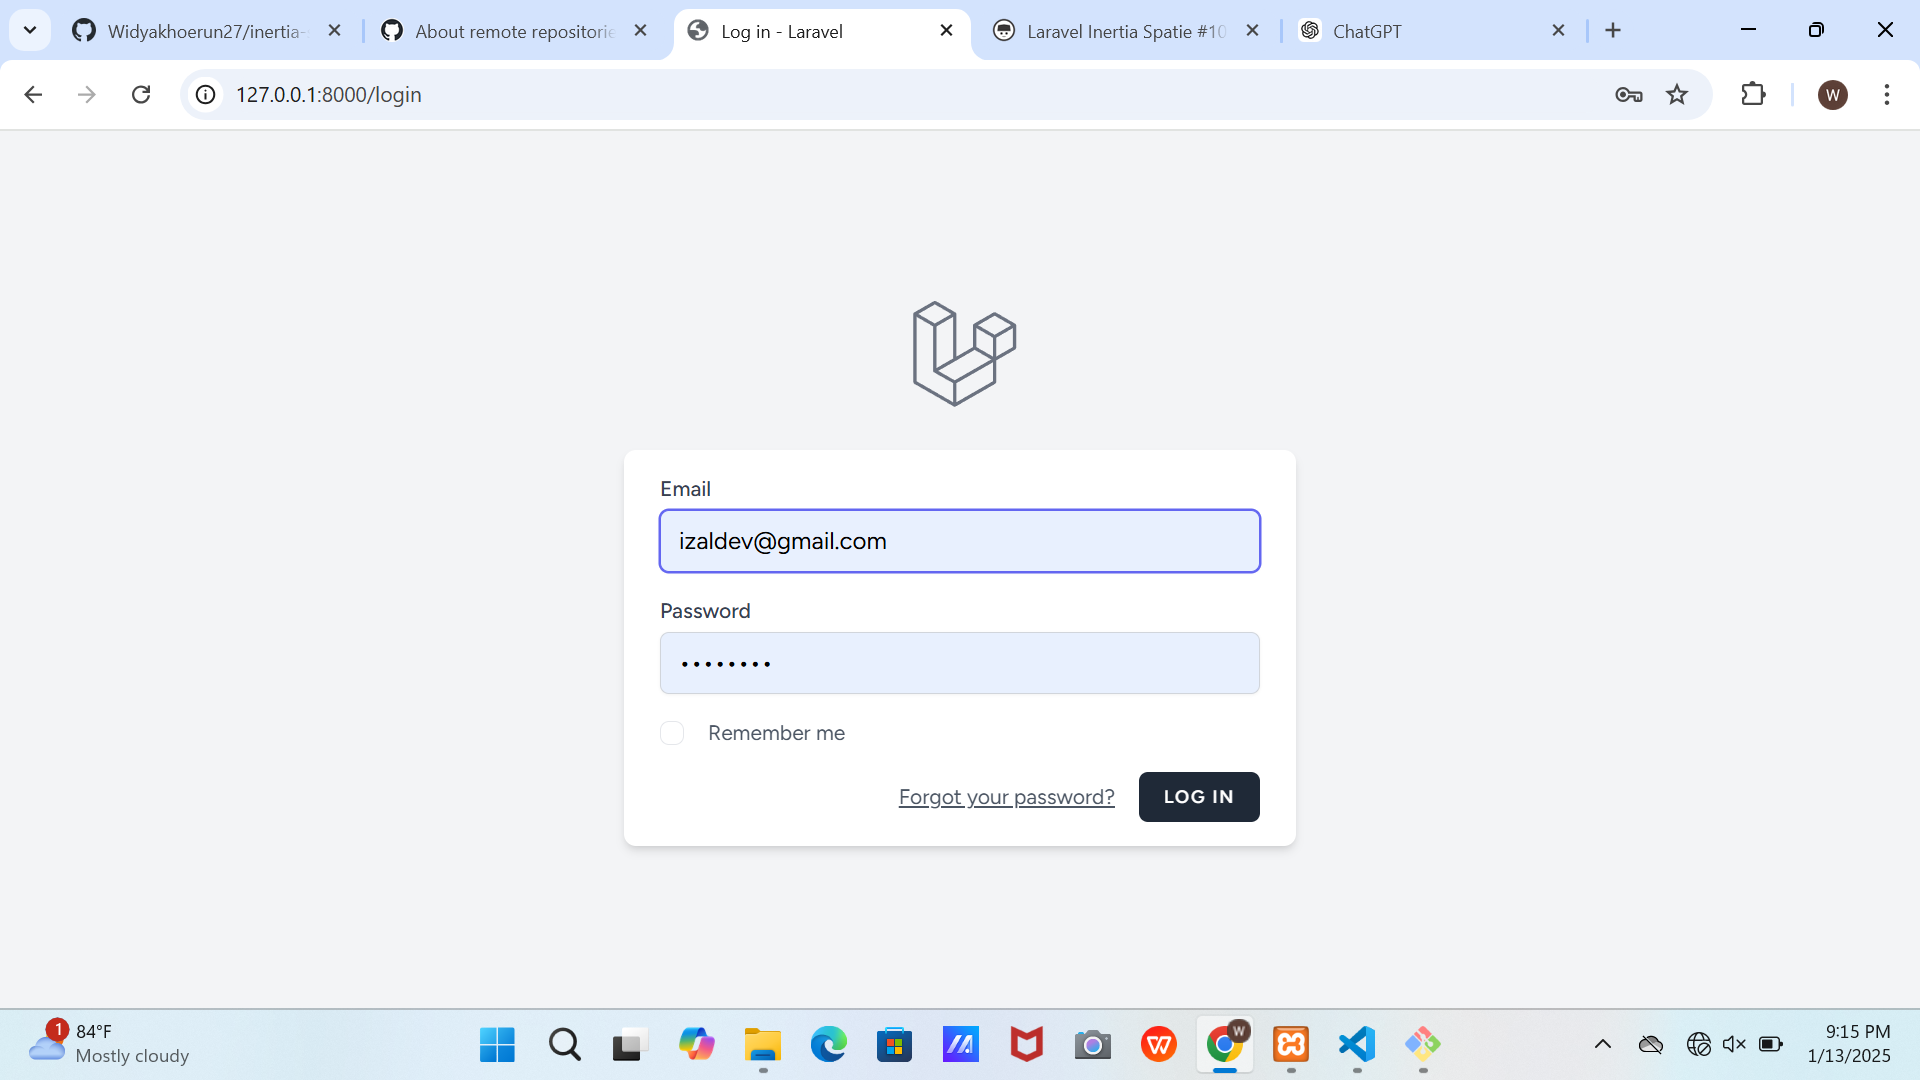 Widyakhoerun27/inertia-
About remote repositorie
Log in - Laravel
Laravel Inertia Spatie #10
ChatGPT
127.0.0.1:8000/login
W
Email
izaldev@gmail.com
Password
••••••••
Remember me
Forgot your password?
LOG IN
1
84°F
Mostly cloudy
W
9:15 PM
1/13/2025